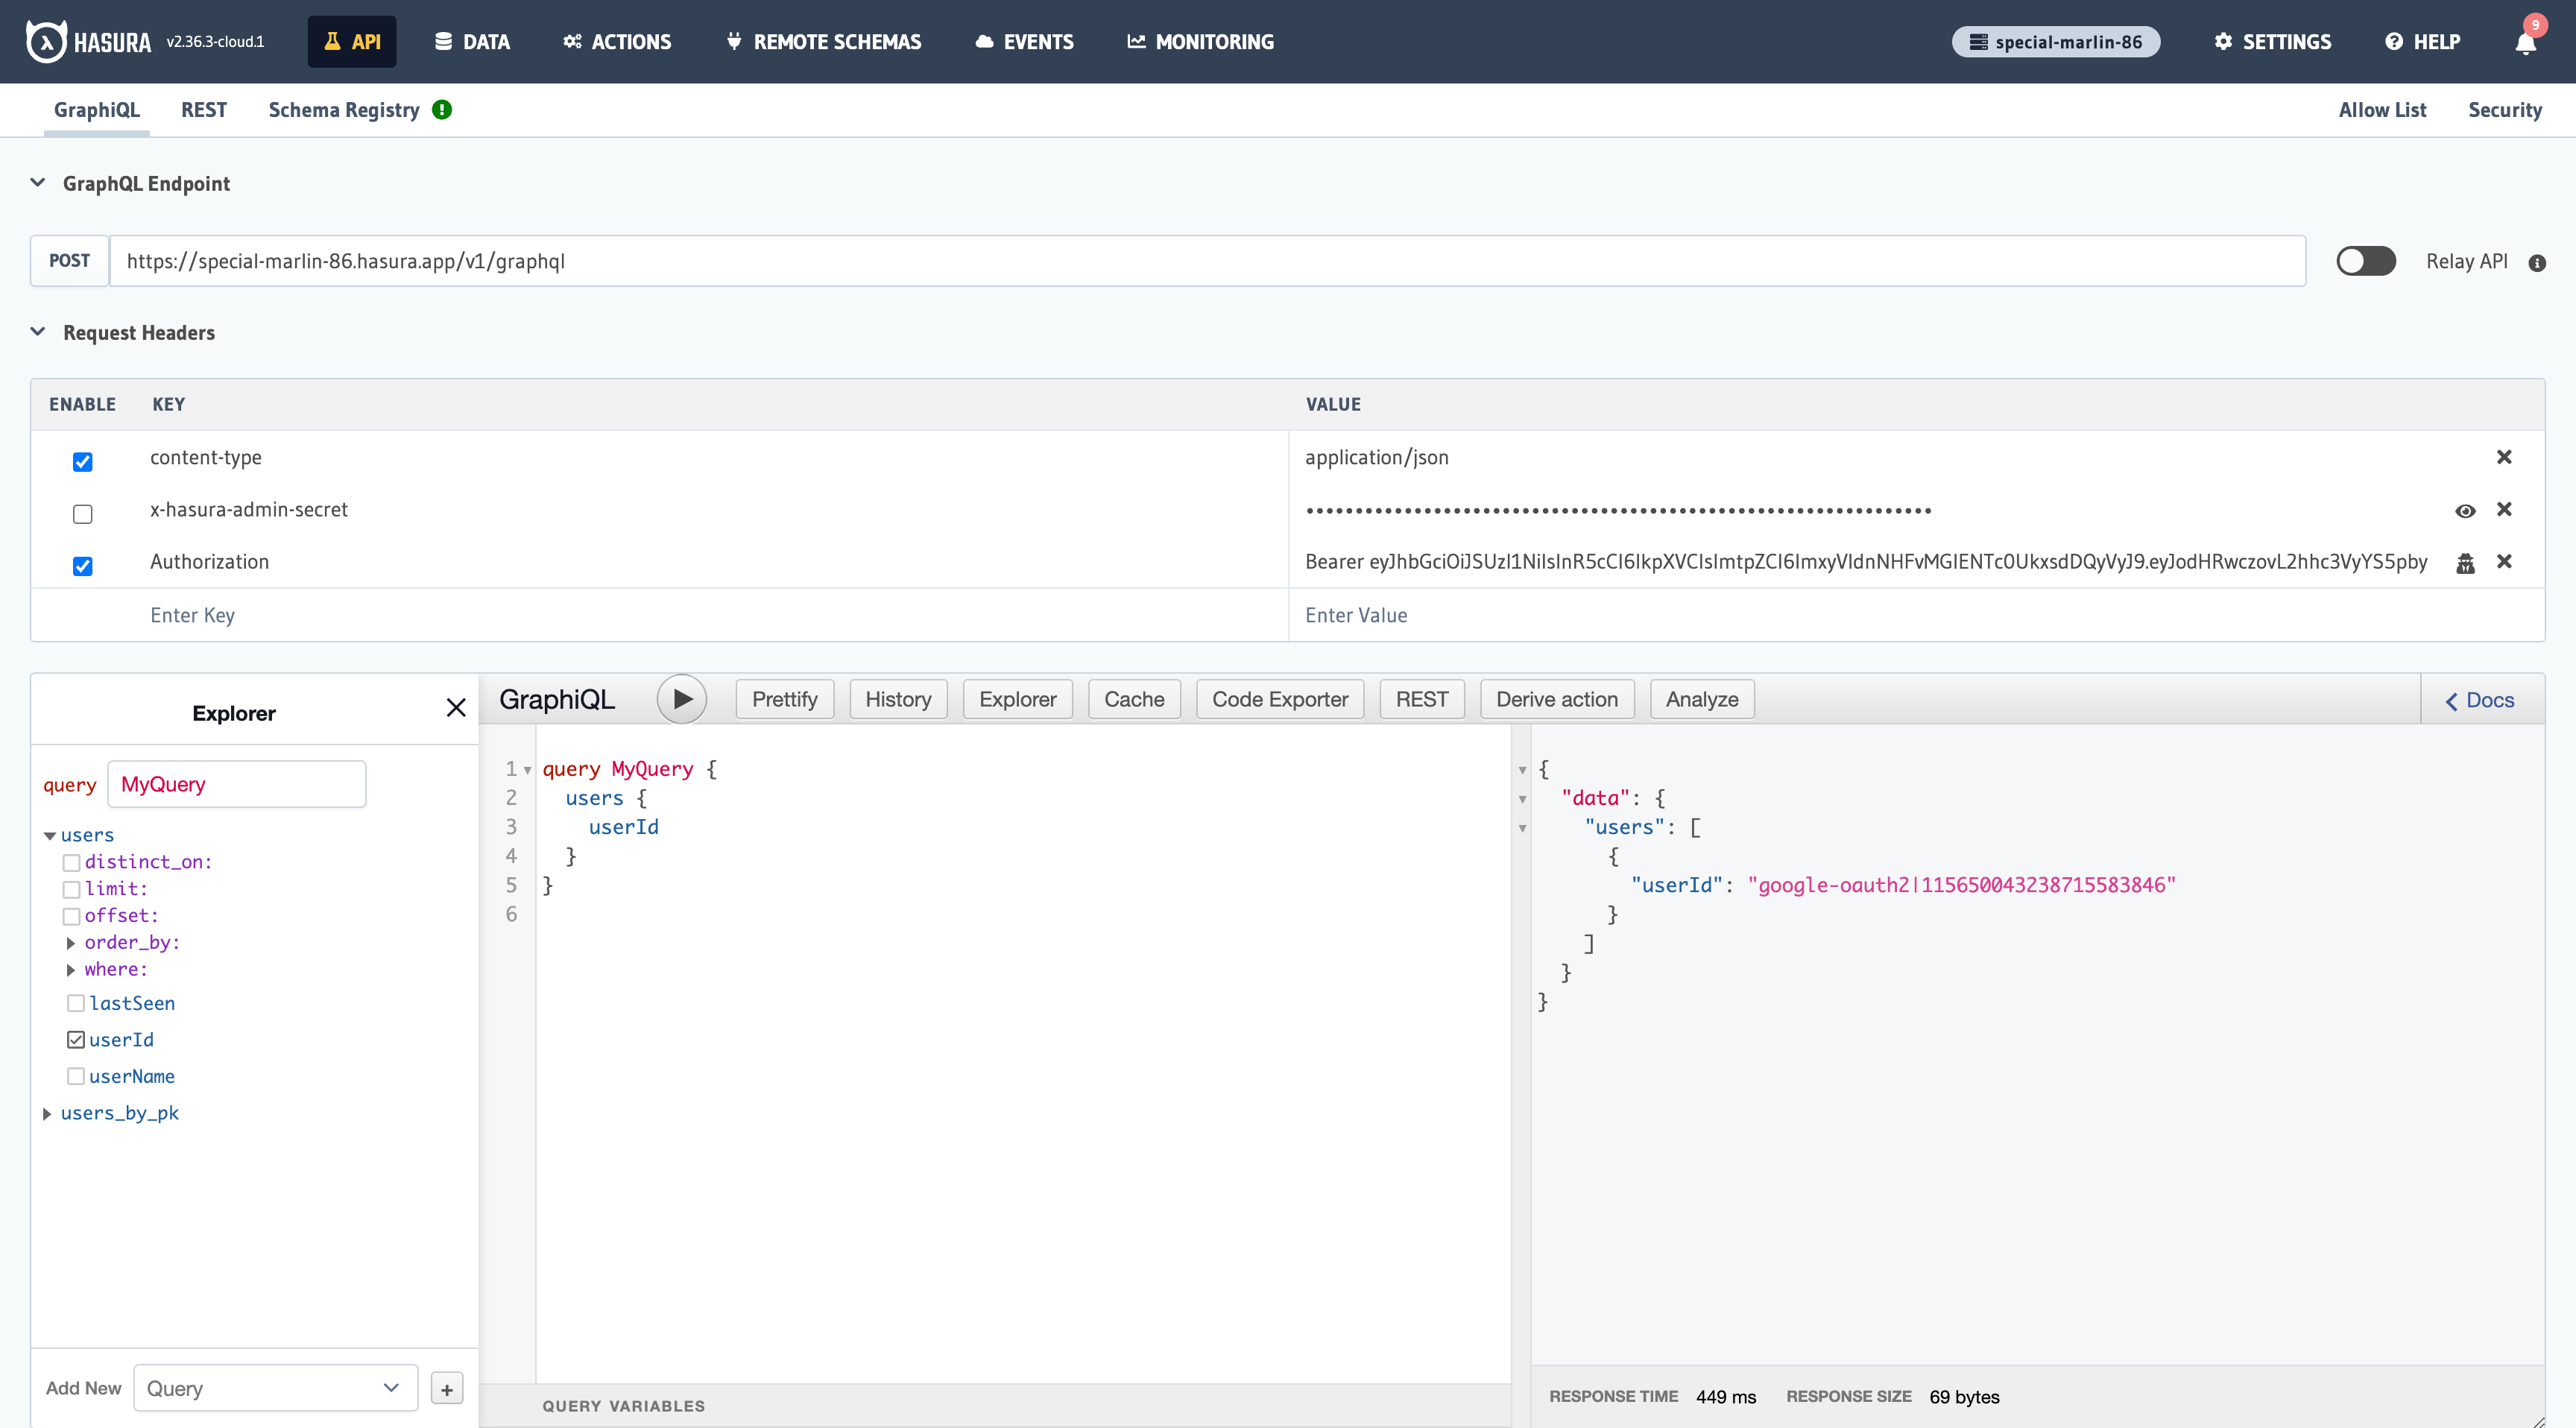 HASURA v2.36.3-cloud.1 API DATA ACTIONS REMOTE SCHEMAS EVENTS MONITORING special-marlin-86 SETTINGS HELP 9
GraphiQL REST Schema Registry Allow List Security
GraphQL Endpoint
POST https://special-marlin-86.hasura.app/v1/graphql Relay API
Request Headers
ENABLE KEY VALUE
content-type application/json
x-hasura-admin-secret ••••••••••••••••••••••••••••••••••••••••••••••••••••••••••••••••
Authorization Bearer eyJhbGciOiJSUzI1NiIsInR5cCI6IkpXVCIsImtpZCI6ImxyVldnNHFvMGlENTc0UkxsdDQyVyJ9.eyJodHRwczovL2hhc3VyYS5pby
Enter Key Enter Value
Explorer
query MyQuery
users
distinct_on:
limit:
offset:
order_by:
where:
lastSeen
userId
userName
users_by_pk
Add New Query +
GraphiQL Prettify History Explorer Cache Code Exporter REST Derive action Analyze Docs
1 query MyQuery {
2 users {
3 userId
4 }
5 }
6
QUERY VARIABLES
{
"data": {
"users": [
{
"userId": "google-oauth2|115650043238715583846"
}
]
}
}
RESPONSE TIME 449 ms RESPONSE SIZE 69 bytes